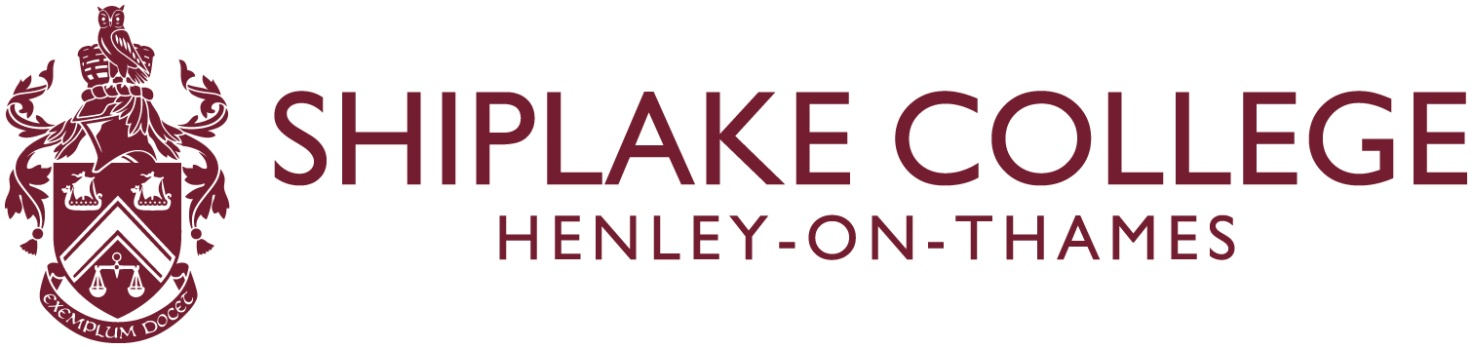 SHIPLAKE COLLEGE
HENLEY-ON-THAMES
EXEMPLUM DOCET